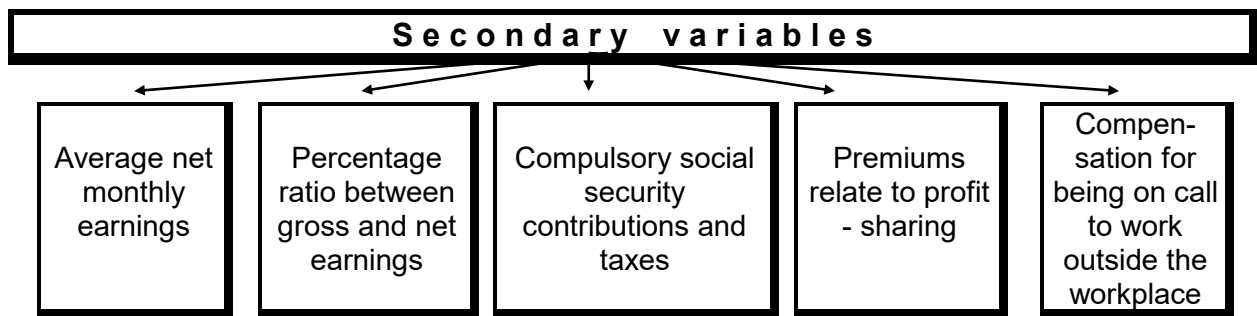 Secondary variables
Average net
monthly
earnings
Percentage
ratio between
gross and net
earnings
Compulsory social
security
contributions and
taxes
Premiums
relate to profit
- sharing
Compen-
sation for
being on call
to work
outside the
workplace